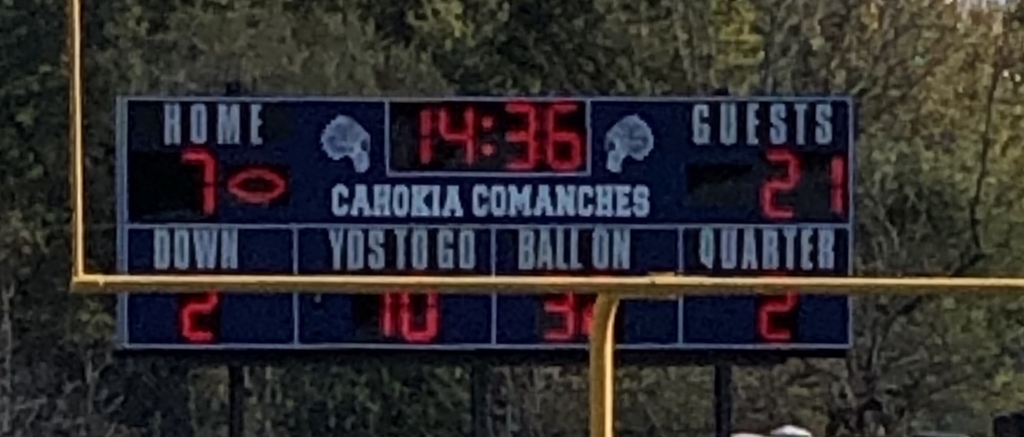 HOME 14:36 GUESTS
7 21
CAHOKIA COMANCHES
DOWN YDS TO GO BALL ON QUARTER
2 10 2